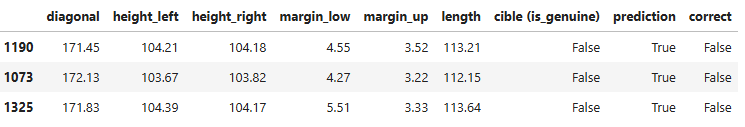 diagonal height_left height_right margin_low margin_up length cible (is_genuine) prediction correct
1190 171.45 104.21 104.18 4.55 3.52 113.21 False True False
1073 172.13 103.67 103.82 4.27 3.22 112.15 False True False
1325 171.83 104.39 104.17 5.51 3.33 113.64 False True False